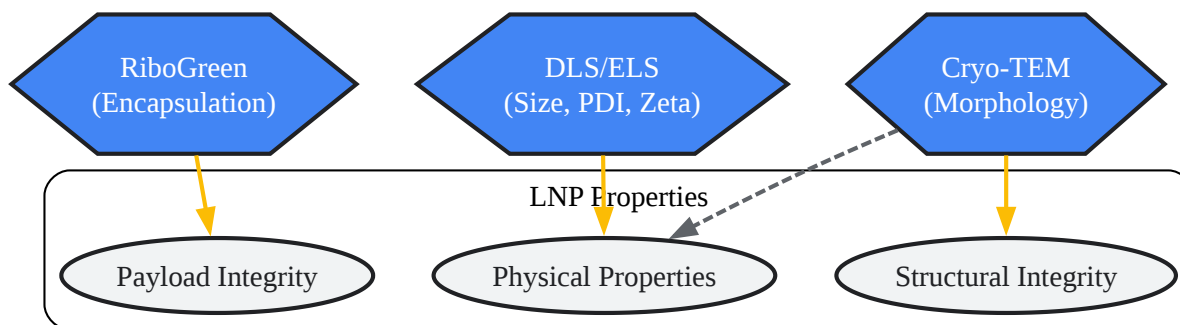 RiboGreen
(Encapsulation)
DLS/ELS
(Size, PDI, Zeta)
Cryo-TEM
(Morphology)
LNP Properties
Payload Integrity
Physical Properties
Structural Integrity